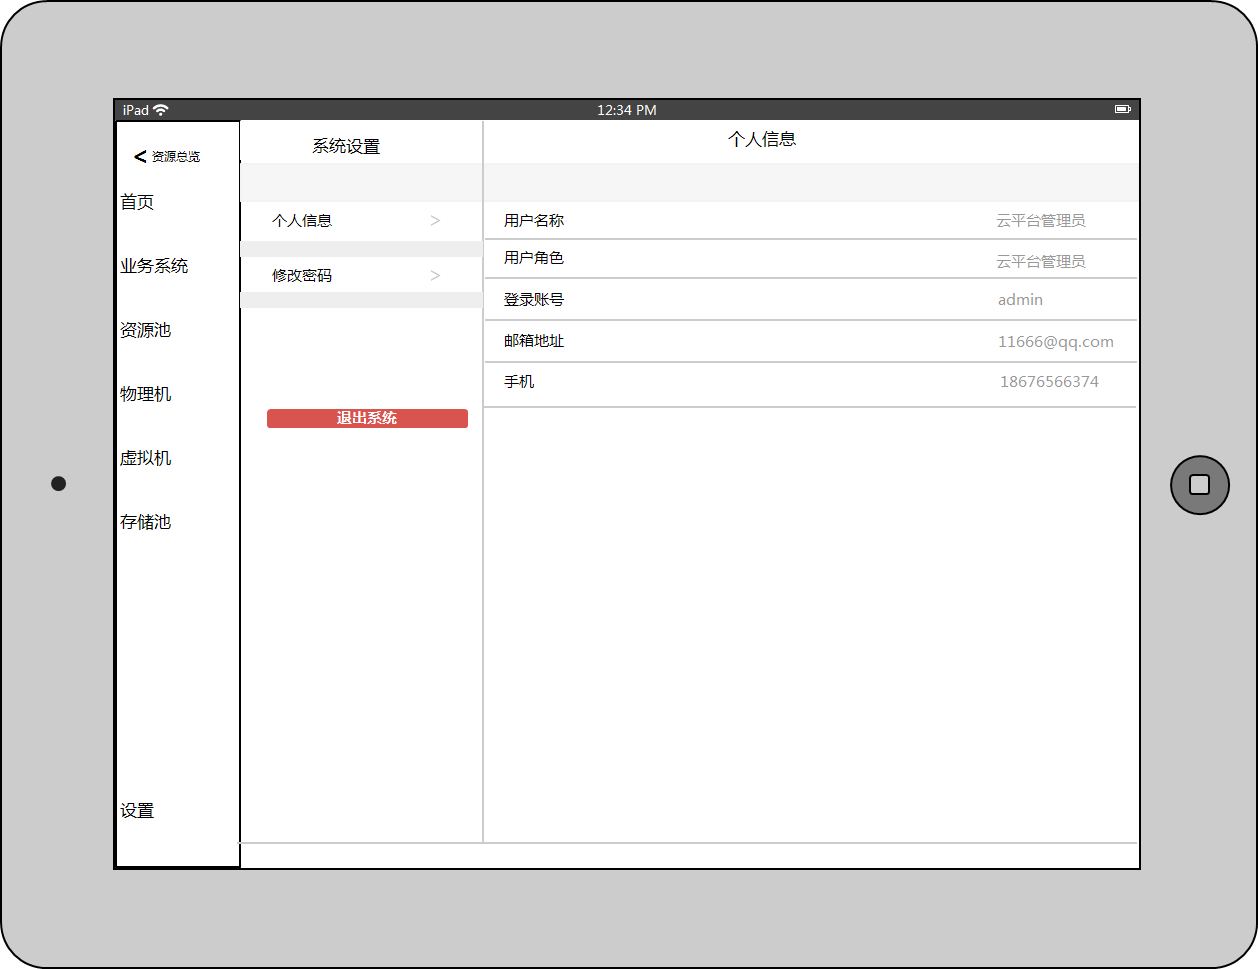 iPad
12:34 PM
< 资源总览
首页
业务系统
资源池
物理机
虚拟机
存储池
设置
系统设置
个人信息 >
修改密码 >
退出系统
个人信息
用户名称 云平台管理员
用户角色 云平台管理员
登录账号 admin
邮箱地址 11666@qq.com
手机 18676566374